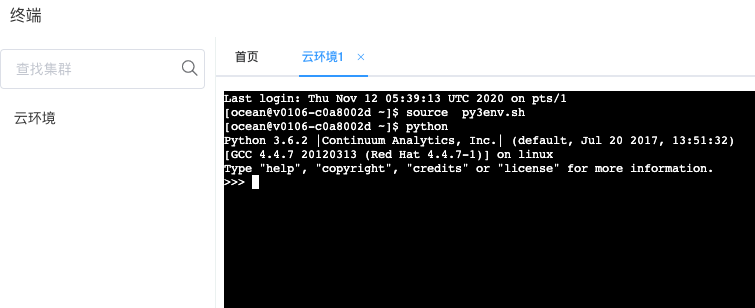 终端
查找集群
云环境
首页
云环境1 ×
Last login: Thu Nov 12 05:39:13 UTC 2020 on pts/1
[ocean@v0106-c0a8002d ~]$ source  py3env.sh
[ocean@v0106-c0a8002d ~]$ python
Python 3.6.2 |Continuum Analytics, Inc.| (default, Jul 20 2017, 13:51:32)
[GCC 4.4.7 20120313 (Red Hat 4.4.7-1)] on linux
Type "help", "copyright", "credits" or "license" for more information.
>>>